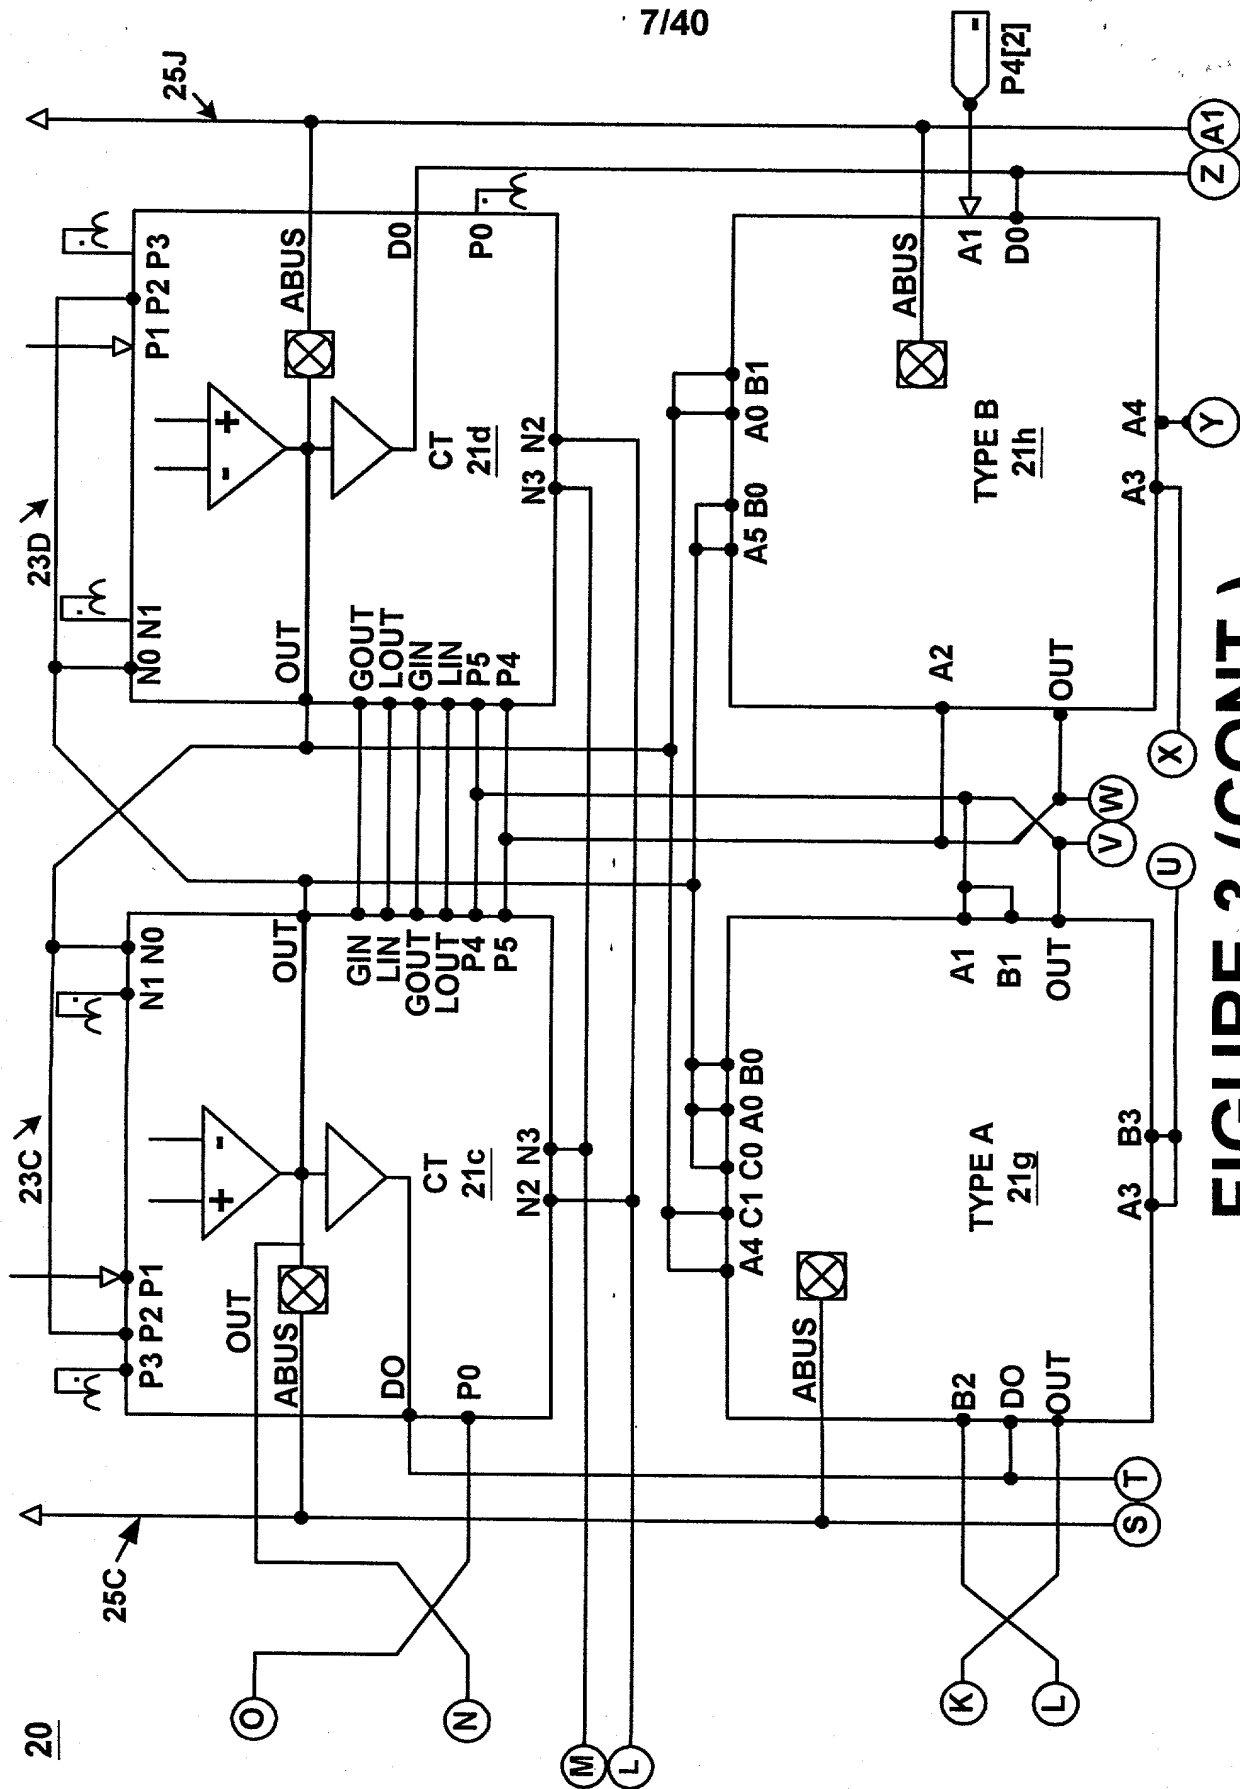 7/40
20
23C
23D
25C
25J
P3 P2 P1
N1 N0
N0 N1
P1 P2 P3
+
-
-
+
OUT
ABUS
DO
P0
OUT
GIN
LIN
GOUT
LOUT
P4
P5
CT
21c
N2 N3
OUT
GOUT
LOUT
GIN
LIN
P5
P4
CT
21d
N3 N2
ABUS
D0
P0
O
N
M
L
A4 C1 C0 A0 B0
ABUS
TYPE A
21g
B2
DO
OUT
A1
B1
OUT
A3 B3
A5 B0 A0 B1
ABUS
TYPE B
21h
A2
OUT
A1
D0
A3 A4
-
P4[2]
K
L
S
T
U
V
W
X
Y
Z
A1
FIGURE 3 (CONT.)